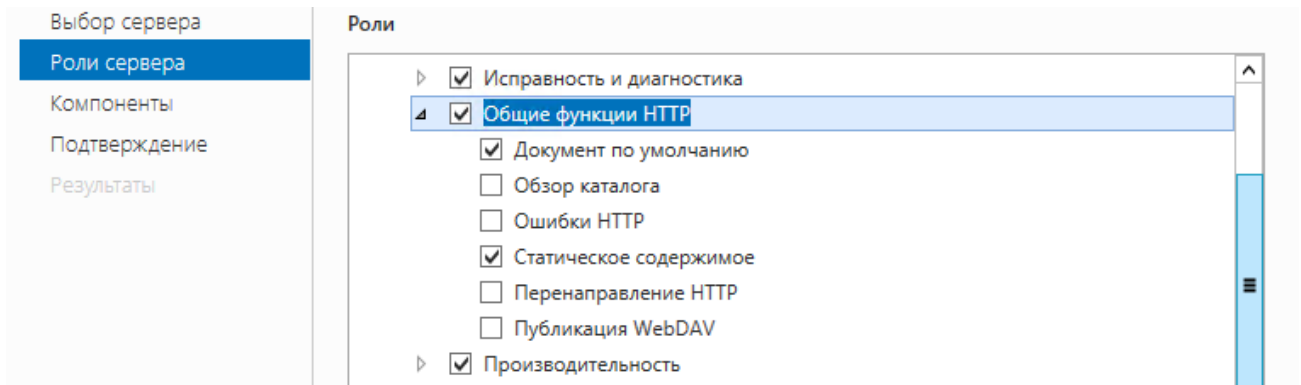 Выбор сервера
Роли сервера
Компоненты
Подтверждение
Результаты
Роли
Исправность и диагностика
Общие функции HTTP
Документ по умолчанию
Обзор каталога
Ошибки HTTP
Статическое содержимое
Перенаправление HTTP
Публикация WebDAV
Производительность